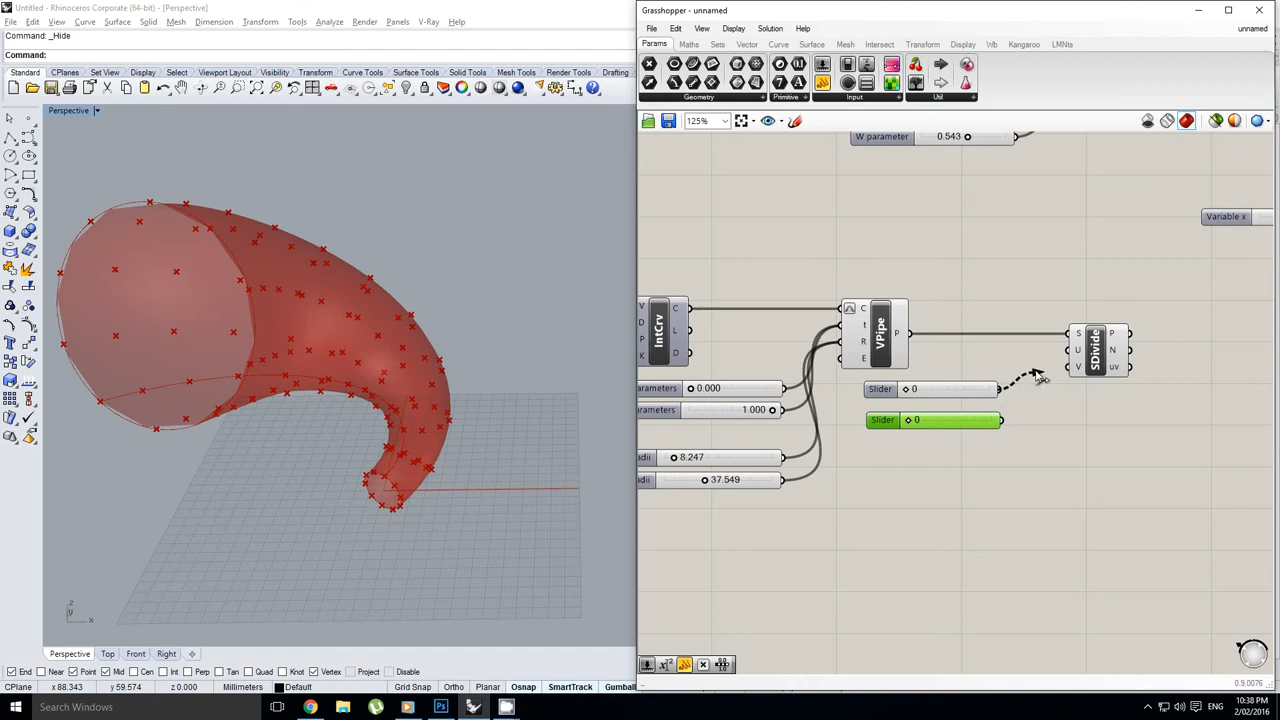 Untitled - Rhinoceros Corporate (64-bit) - [Perspective]
File Edit View Curve Surface Solid Mesh Dimension Transform Tools Analyze Render Panels V-Ray Help
Command: _Hide
Command:
Standard CPlanes Set View Display Select Viewport Layout Visibility Transform Curve Tools Surface Tools Solid Tools Mesh Tools Render Tools Drafting
Perspective
z
y
x
Perspective Top Front Right
End Near Point Mid Cen Int Perp Tan Quad Knot Vertex Project Disable
CPlane x 88.343 y 59.574 z 0.000 Millimeters Default Grid Snap Ortho Planar Osnap SmartTrack Gumball
Grasshopper - unnamed
File Edit View Display Solution Help unnamed
Params Maths Sets Vector Curve Surface Mesh Intersect Transform Display Wb Kangaroo LMNts
Geometry Primitive Input Util
125%
W parameter 0.543
Variable x
V D P K IntCrv C L D
C t R E VPipe P
S U V SDivide P N uv
arameters 0.000
arameters 1.000
Slider 0
Slider 0
adii 8.247
adii 37.549
0.9.0076
Search Windows
ENG
10:38 PM
2/02/2016